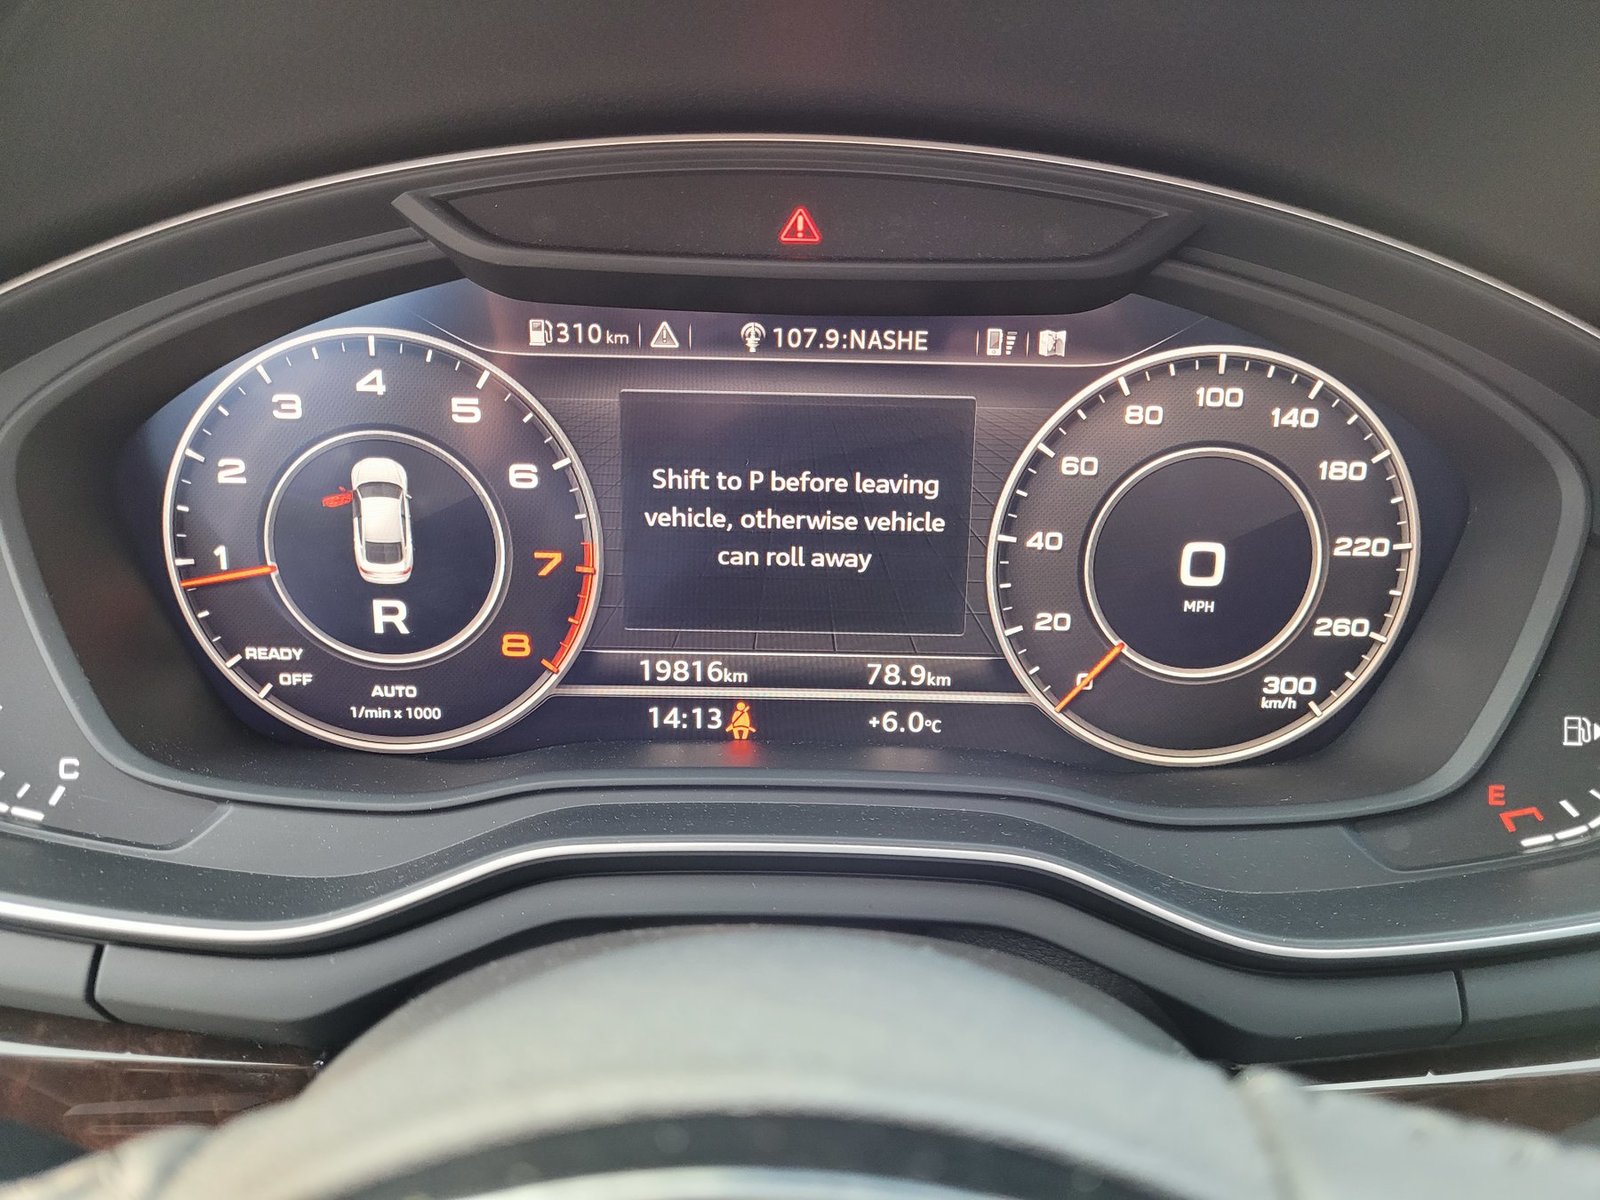 310 km
107.9:NASHE
1
2
3
4
5
6
7
8
R
READY
OFF
AUTO
1/min x 1000
Shift to P before leaving
vehicle, otherwise vehicle
can roll away
0
20
40
60
80
100
140
180
220
260
300
km/h
0
MPH
19816km
78.9km
14:13
+6.0°C
C
E